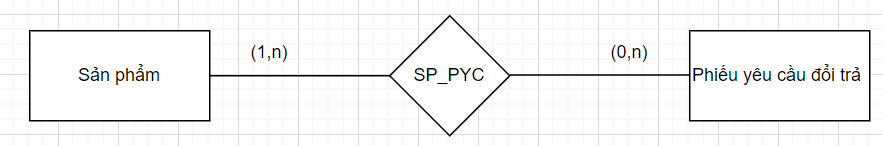 Sản phẩm
(1,n)
SP_PYC
(0,n)
Phiếu yêu cầu đổi trả